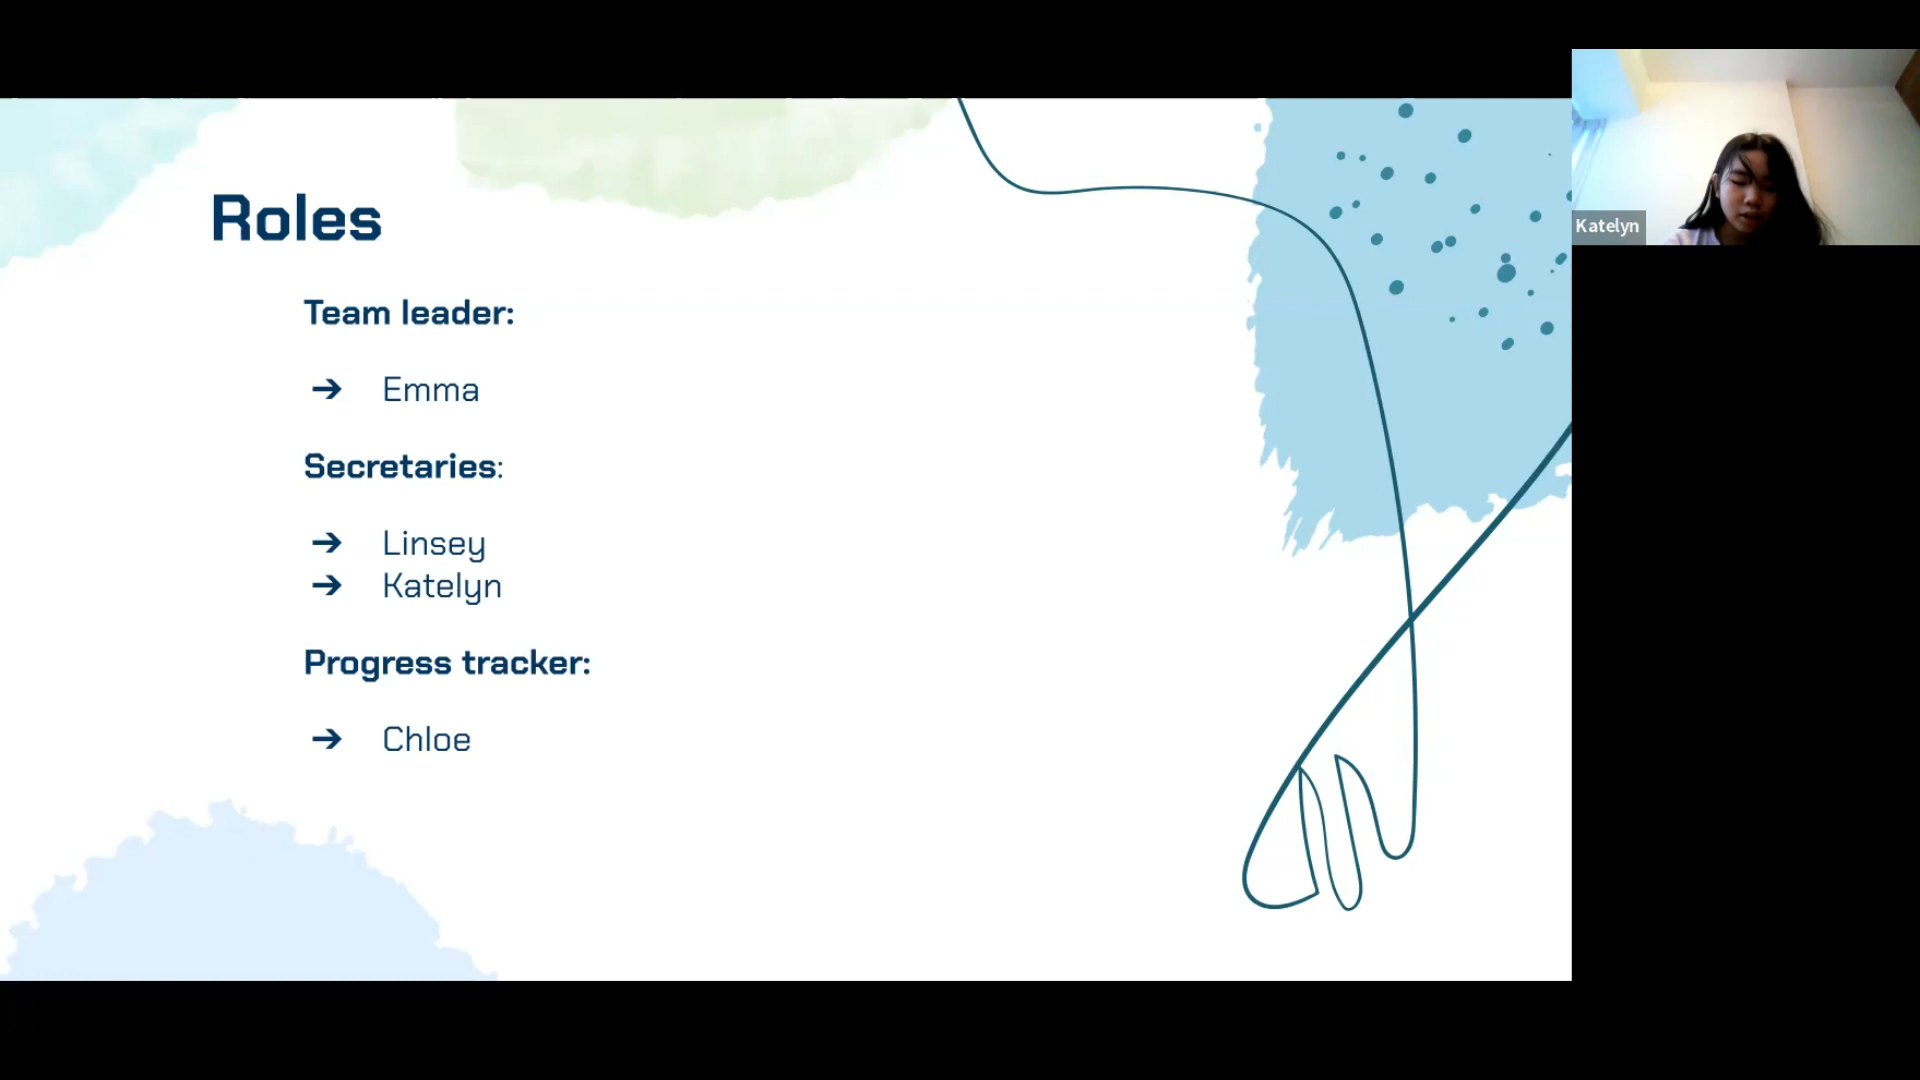 Roles
Team leader:
➔ Emma
Secretaries:
➔ Linsey
➔ Katelyn
Progress tracker:
➔ Chloe
Katelyn